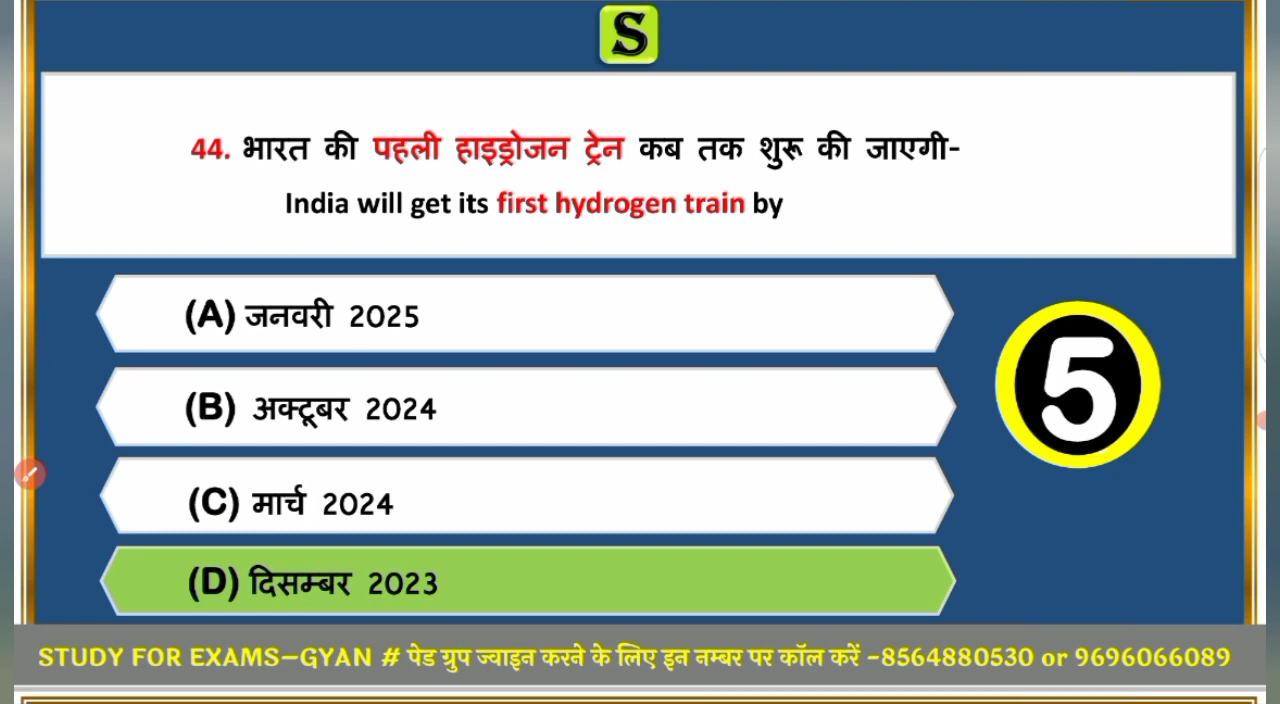 S
44. भारत की पहली हाइड्रोजन ट्रेन कब तक शुरू की जाएगी-
India will get its first hydrogen train by
(A) जनवरी 2025
(B) अक्टूबर 2024
5
(C) मार्च 2024
(D) दिसम्बर 2023
STUDY FOR EXAMS–GYAN # पेड ग्रुप ज्वाइन करने के लिए इन नम्बर पर कॉल करें -8564880530 or 9696066089